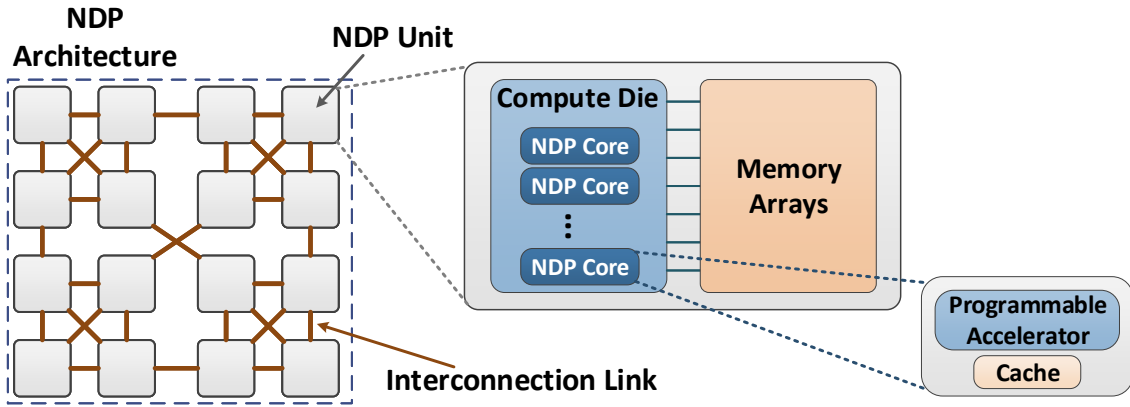 NDP
Architecture
NDP Unit
Compute Die
NDP Core
NDP Core
NDP Core
Memory
Arrays
Programmable
Accelerator
Cache
Interconnection Link